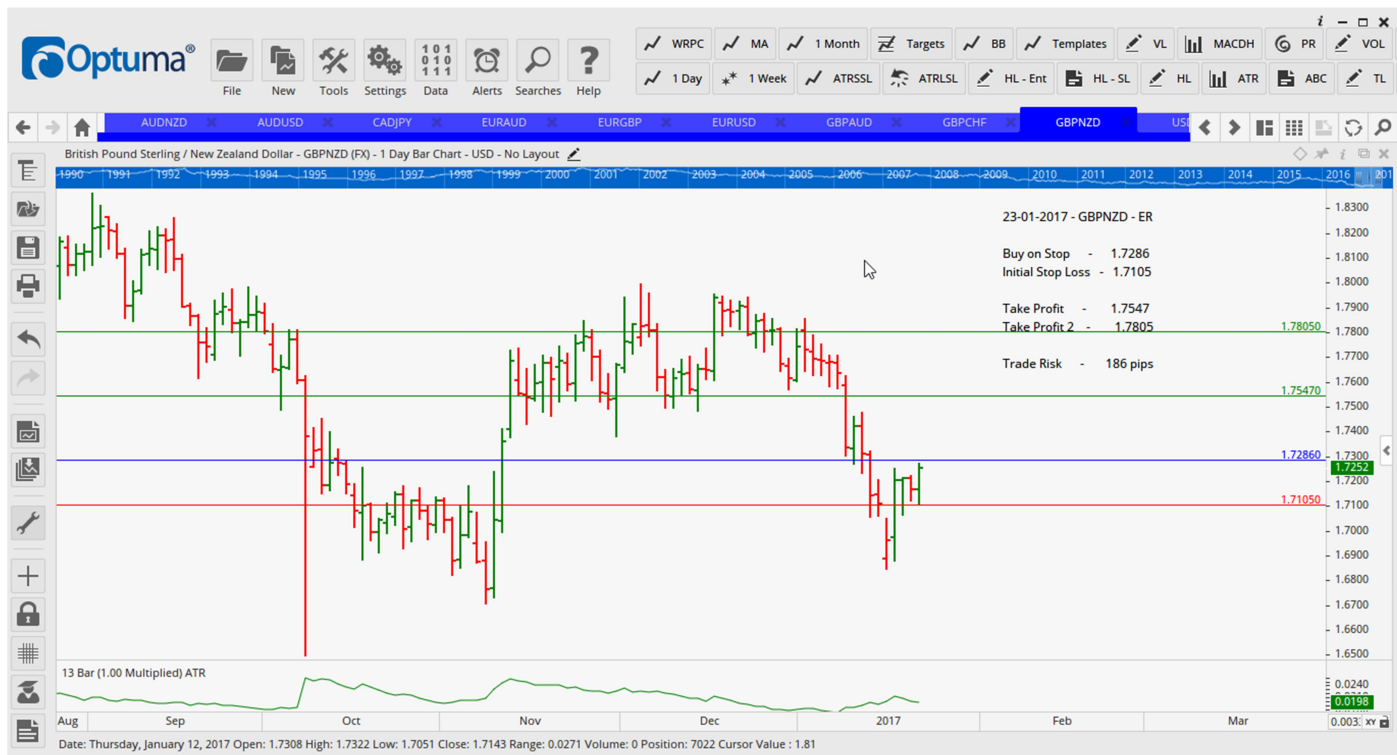 Optuma®
File
New
Tools
Settings
101
010
111
Data
Alerts
Searches
?
Help
WRPC
MA
1 Month
Targets
BB
Templates
VL
MACDH
PR
VOL
1 Day
1 Week
ATRSSL
ATRLSL
HL - Ent
HL - SL
HL
ATR
ABC
TL
AUDNZD
AUDUSD
CADJPY
EURAUD
EURGBP
EURUSD
GBPAUD
GBPCHF
GBPNZD
British Pound Sterling / New Zealand Dollar - GBPNZD (FX) - 1 Day Bar Chart - USD - No Layout
1990 1991 1992 1993 1994 1995 1996 1997 1998 1999 2000 2001 2002 2003 2004 2005 2006 2007 2008 2009 2010 2011 2012 2013 2014 2015 2016 201
23-01-2017 - GBPNZD - ER
Buy on Stop - 1.7286
Initial Stop Loss - 1.7105
Take Profit - 1.7547
Take Profit 2 - 1.7805
Trade Risk - 186 pips
1.78050
1.75470
1.72860
1.71050
1.8300
1.8200
1.8100
1.8000
1.7900
1.7800
1.7700
1.7600
1.7500
1.7400
1.7300
1.7252
1.7200
1.7100
1.7000
1.6900
1.6800
1.6700
1.6600
1.6500
13 Bar (1.00 Multiplied) ATR
0.0240
0.0198
Aug Sep Oct Nov Dec 2017 Feb Mar
XY
Date: Thursday, January 12, 2017 Open: 1.7308 High: 1.7322 Low: 1.7051 Close: 1.7143 Range: 0.0271 Volume: 0 Position: 7022 Cursor Value : 1.81